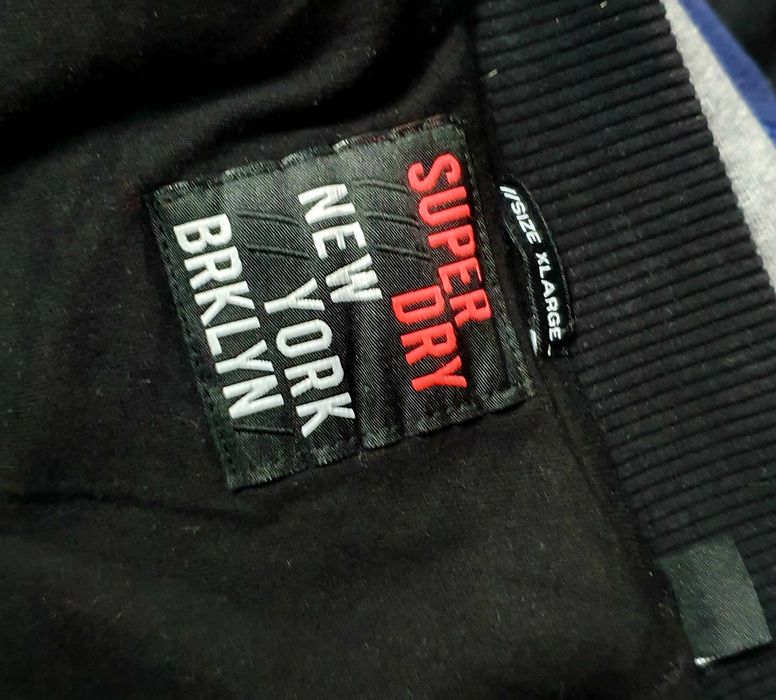 SUPER DRY
NEW YORK
BRKLYN
//SIZE XLARGE